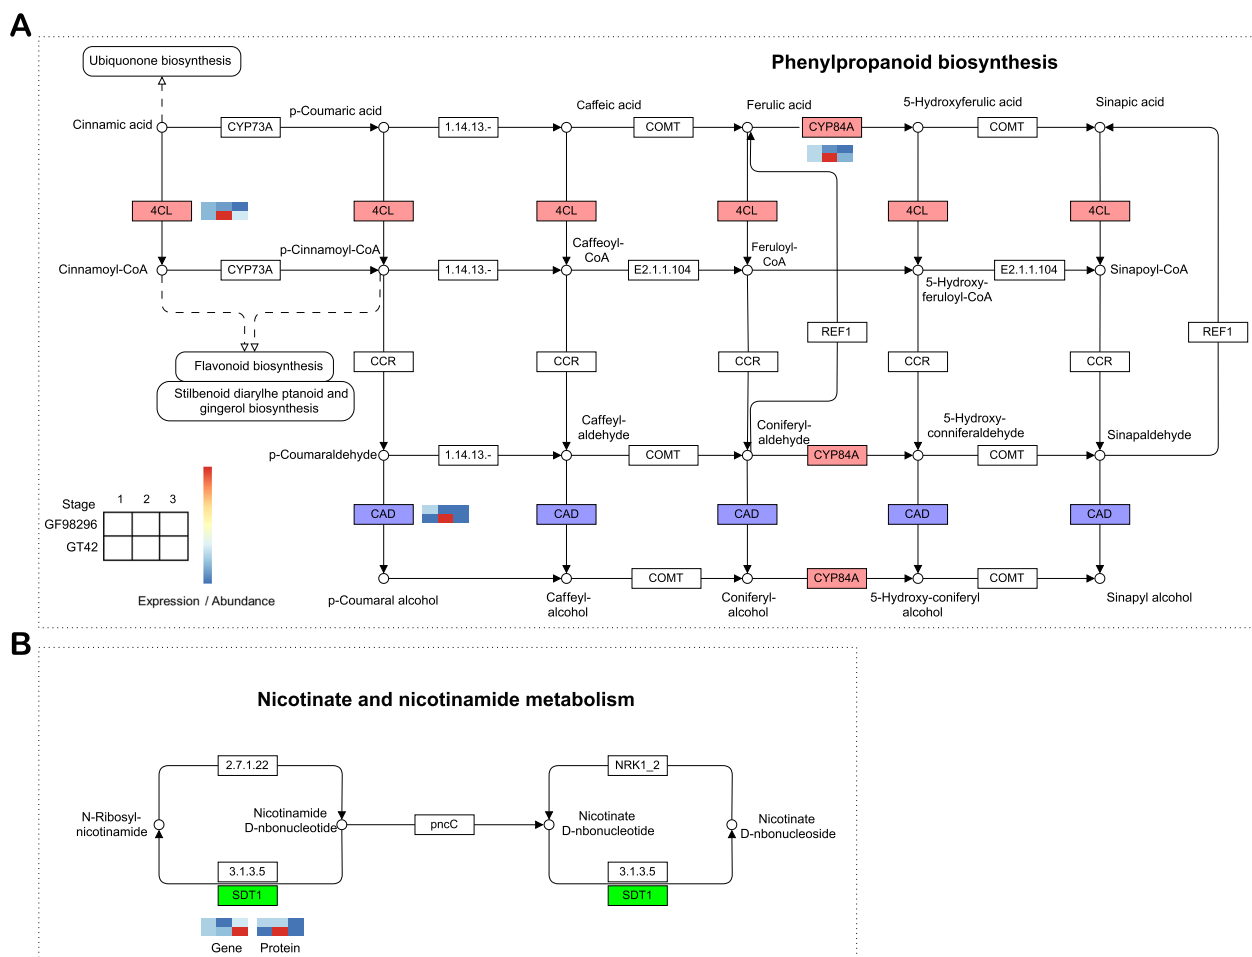 A
Phenylpropanoid biosynthesis
Ubiquonone biosynthesis
Cinnamic acid
CYP73A
p-Coumaric acid
1.14.13.-
Caffeic acid
COMT
Ferulic acid
CYP84A
5-Hydroxyferulic acid
COMT
Sinapic acid
4CL
4CL
4CL
4CL
4CL
4CL
Cinnamoyl-CoA
CYP73A
p-Cinnamoyl-CoA
1.14.13.-
Caffeoyl-
CoA
E2.1.1.104
Feruloyl-
CoA
5-Hydroxy-
feruloyl-CoA
E2.1.1.104
Sinapoyl-CoA
REF1
REF1
Flavonoid biosynthesis
Stilbenoid diarylhe ptanoid and
gingerol biosynthesis
CCR
CCR
CCR
CCR
CCR
p-Coumaraldehyde
1.14.13.-
Caffeyl-
aldehyde
COMT
Coniferyl-
aldehyde
CYP84A
5-Hydroxy-
conniferaldehyde
COMT
Sinapaldehyde
CAD
CAD
CAD
CAD
CAD
Stage
1 2 3
GF98296
GT42
Expression / Abundance
p-Coumaral alcohol
Caffeyl-
alcohol
COMT
Coniferyl-
alcohol
CYP84A
5-Hydroxy-coniferyl
alcohol
COMT
Sinapyl alcohol
B
Nicotinate and nicotinamide metabolism
2.7.1.22
NRK1_2
N-Ribosyl-
nicotinamide
Nicotinamide
D-nbonucleotide
pncC
Nicotinate
D-nbonucleotide
Nicotinate
D-nbonucleoside
3.1.3.5
SDT1
3.1.3.5
SDT1
Gene Protein